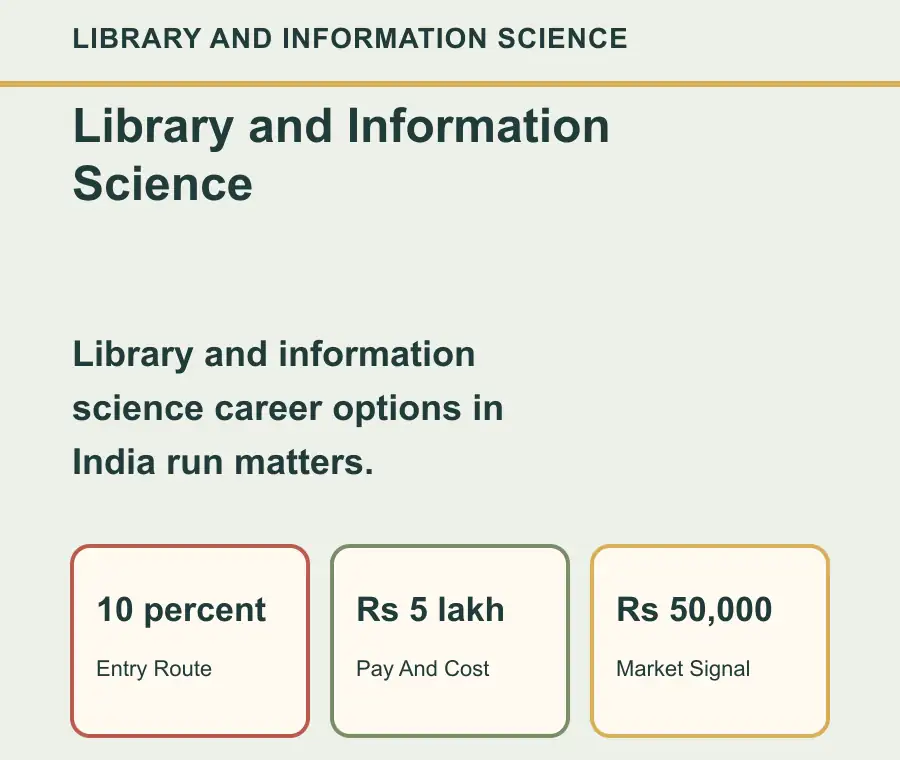 LIBRARY AND INFORMATION SCIENCE
Library and Information
Science
Library and information
science career options in
India run matters.
10 percent
Entry Route
Rs 5 lakh
Pay And Cost
Rs 50,000
Market Signal